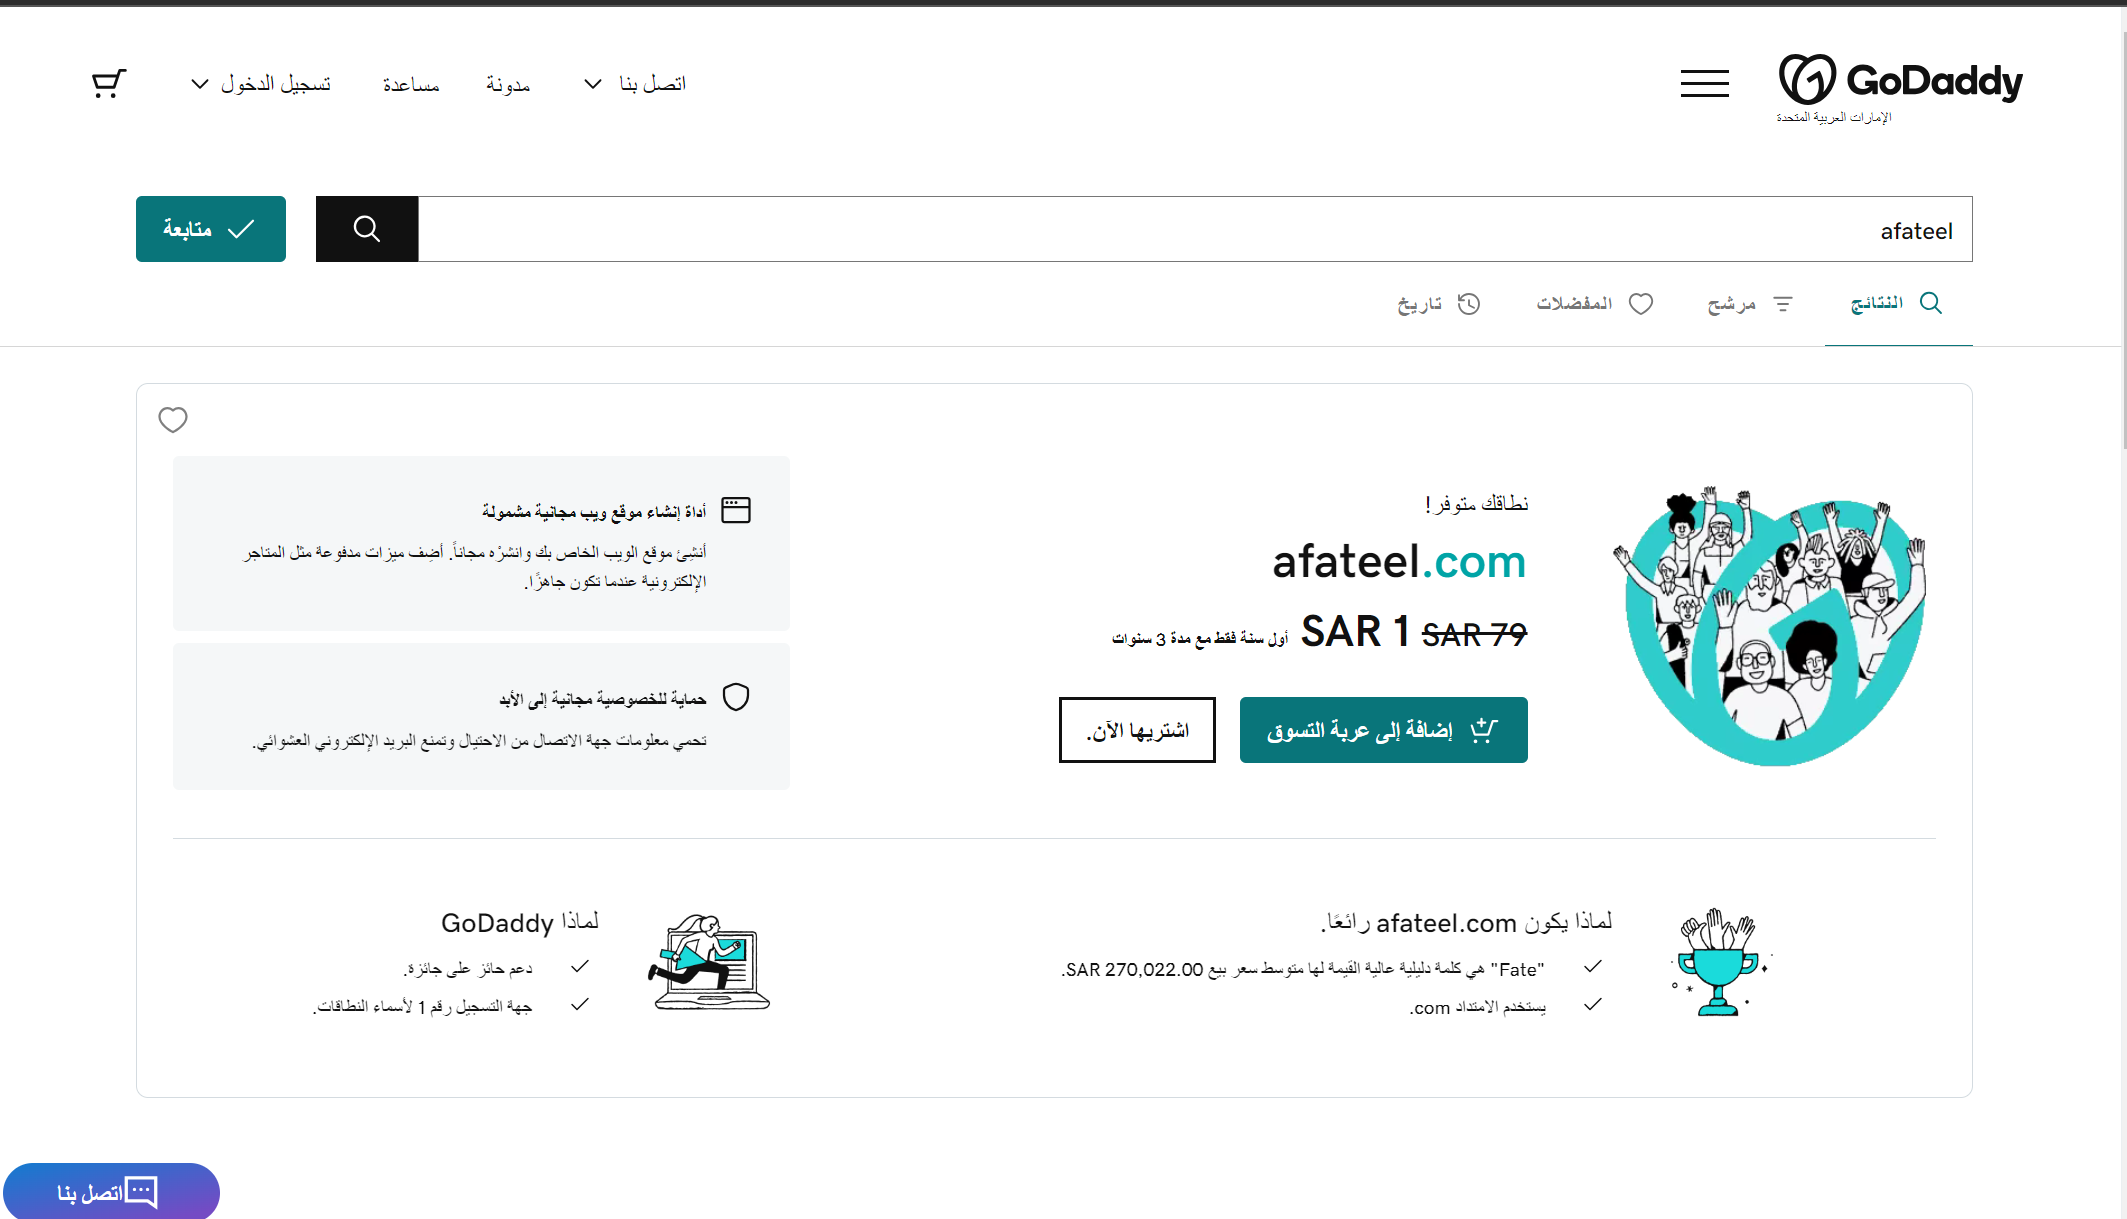 GoDaddy
الإمارات العربية المتحدة
اتصل بنا
مدونة
مساعدة
تسجيل الدخول
afateel
متابعة
النتائج
مرشح
المفضلات
تاريخ
نطاقك متوفر!
afateel.com
SAR 79 SAR 1 أول سنة فقط مع مدة 3 سنوات
إضافة إلى عربة التسوق
اشتريها الآن.
أداة إنشاء موقع ويب مجانية مشمولة
أنشِئ موقع الويب الخاص بك وانشرْه مجاناً. أضِف ميزات مدفوعة مثل المتاجر
الإلكترونية عندما تكون جاهزًا.
حماية للخصوصية مجانية إلى الأبد
تحمي معلومات جهة الاتصال من الاحتيال وتمنع البريد الإلكتروني العشوائي.
لماذا يكون afateel.com رائعًا.
"Fate" هي كلمة دليلية عالية القيمة لها متوسط سعر بيع SAR 270,022.00.
يستخدم الامتداد com.
لماذا GoDaddy
دعم حائز على جائزة.
جهة التسجيل رقم 1 لأسماء النطاقات.
اتصل بنا